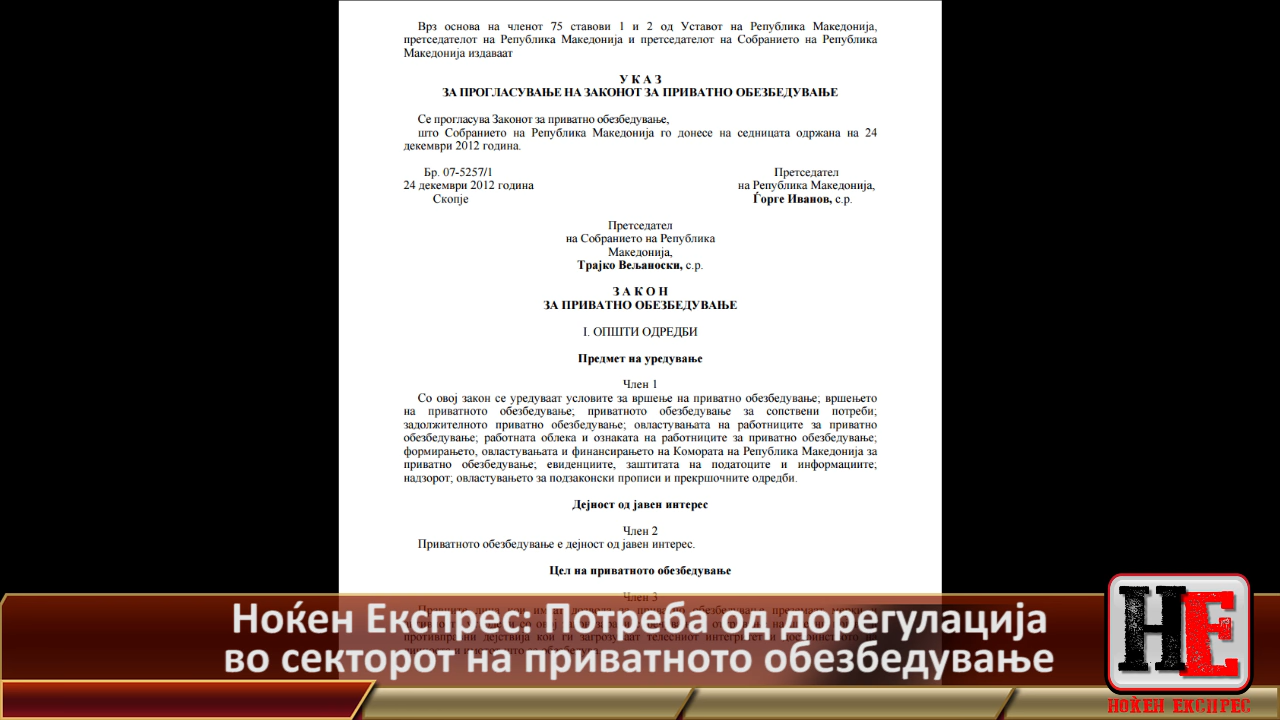 Врз основа на членот 75 ставови 1 и 2 од Уставот на Република Македонија,
претседателот на Република Македонија и претседателот на Собранието на Република
Македонија издаваат
У К А З
ЗА ПРОГЛАСУВАЊЕ НА ЗАКОНОТ ЗА ПРИВАТНО ОБЕЗБЕДУВАЊЕ
Се прогласува Законот за приватно обезбедување,
што Собранието на Република Македонија го донесе на седницата одржана на 24
декември 2012 година.
Бр. 07-5257/1
24 декември 2012 година
Скопје
Претседател
на Република Македонија,
Ѓорге Иванов, с.р.
Претседател
на Собранието на Република
Македонија,
Трајко Вељаноски, с.р.
З А К О Н
ЗА ПРИВАТНО ОБЕЗБЕДУВАЊЕ
I. ОПШТИ ОДРЕДБИ
Предмет на уредување
Член 1
Со овој закон се уредуваат условите за вршење на приватно обезбедување; вршењето
на приватното обезбедување; приватното обезбедување за сопствени потреби;
задолжителното приватно обезбедување; овластувањата на работниците за приватно
обезбедување; работната облека и ознаката на работниците за приватно обезбедување;
формирањето, овластувањата и финансирањето на Комората на Република Македонија за
приватно обезбедување; евиденциите, заштитата на податоците и информациите;
надзорот; овластувањето за подзаконски прописи и прекршочните одредби.
Дејност од јавен интерес
Член 2
Приватното обезбедување е дејност од јавен интерес.
Цел на приватното обезбедување
Член 3
Ноќен Експрес: Потреба од дорегулација
во секторот на приватното обезбедување
НЕ
НОЌЕН ЕКСПРЕС